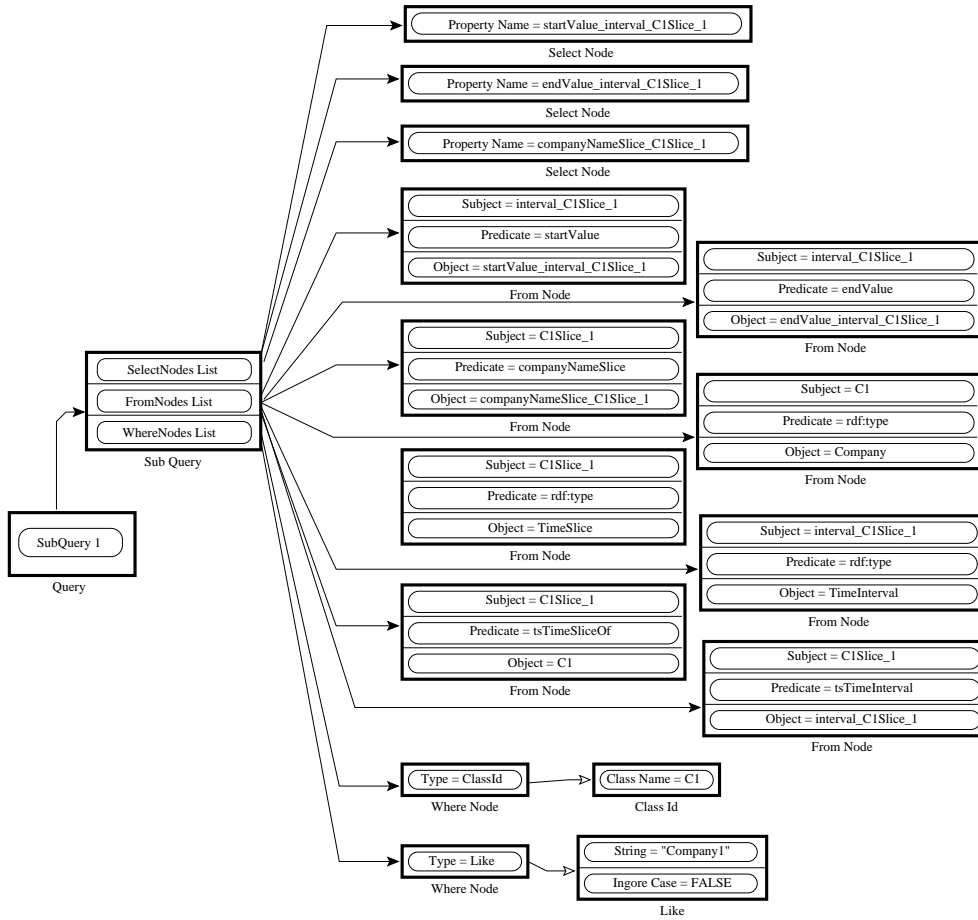 Property Name = startValue_interval_C1Slice_1
Select Node
Property Name = endValue_interval_C1Slice_1
Select Node
Property Name = companyNameSlice_C1Slice_1
Select Node
Subject = interval_C1Slice_1
Predicate = startValue
Object = startValue_interval_C1Slice_1
From Node
Subject = interval_C1Slice_1
Predicate = endValue
Object = endValue_interval_C1Slice_1
From Node
Subject = C1Slice_1
Predicate = companyNameSlice
Object = companyNameSlice_C1Slice_1
From Node
SelectNodes List
FromNodes List
WhereNodes List
Sub Query
Subject = C1
Predicate = rdf:type
Object = Company
From Node
Subject = C1Slice_1
Predicate = rdf:type
Object = TimeSlice
From Node
SubQuery 1
Query
Subject = interval_C1Slice_1
Predicate = rdf:type
Object = TimeInterval
From Node
Subject = C1Slice_1
Predicate = tsTimeSliceOf
Object = C1
From Node
Subject = C1Slice_1
Predicate = tsTimeInterval
Object = interval_C1Slice_1
From Node
Type = ClassId
Where Node
Class Name = C1
Class Id
Type = Like
Where Node
String = "Company1"
Ingore Case = FALSE
Like